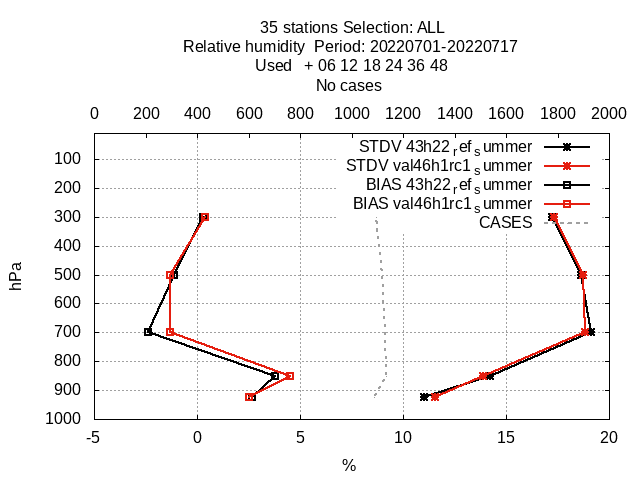 35 stations Selection: ALL
Relative humidity  Period: 20220701-20220717
Used   + 06 12 18 24 36 48
No cases
0 200 400 600 800 1000 1200 1400 1600 1800 2000
STDV 43h22_ref_summer
STDV val46h1rc1_summer
BIAS 43h22_ref_summer
BIAS val46h1rc1_summer
CASES
100
200
300
400
500
600
700
800
900
1000
hPa
-5 0 5 10 15 20
%